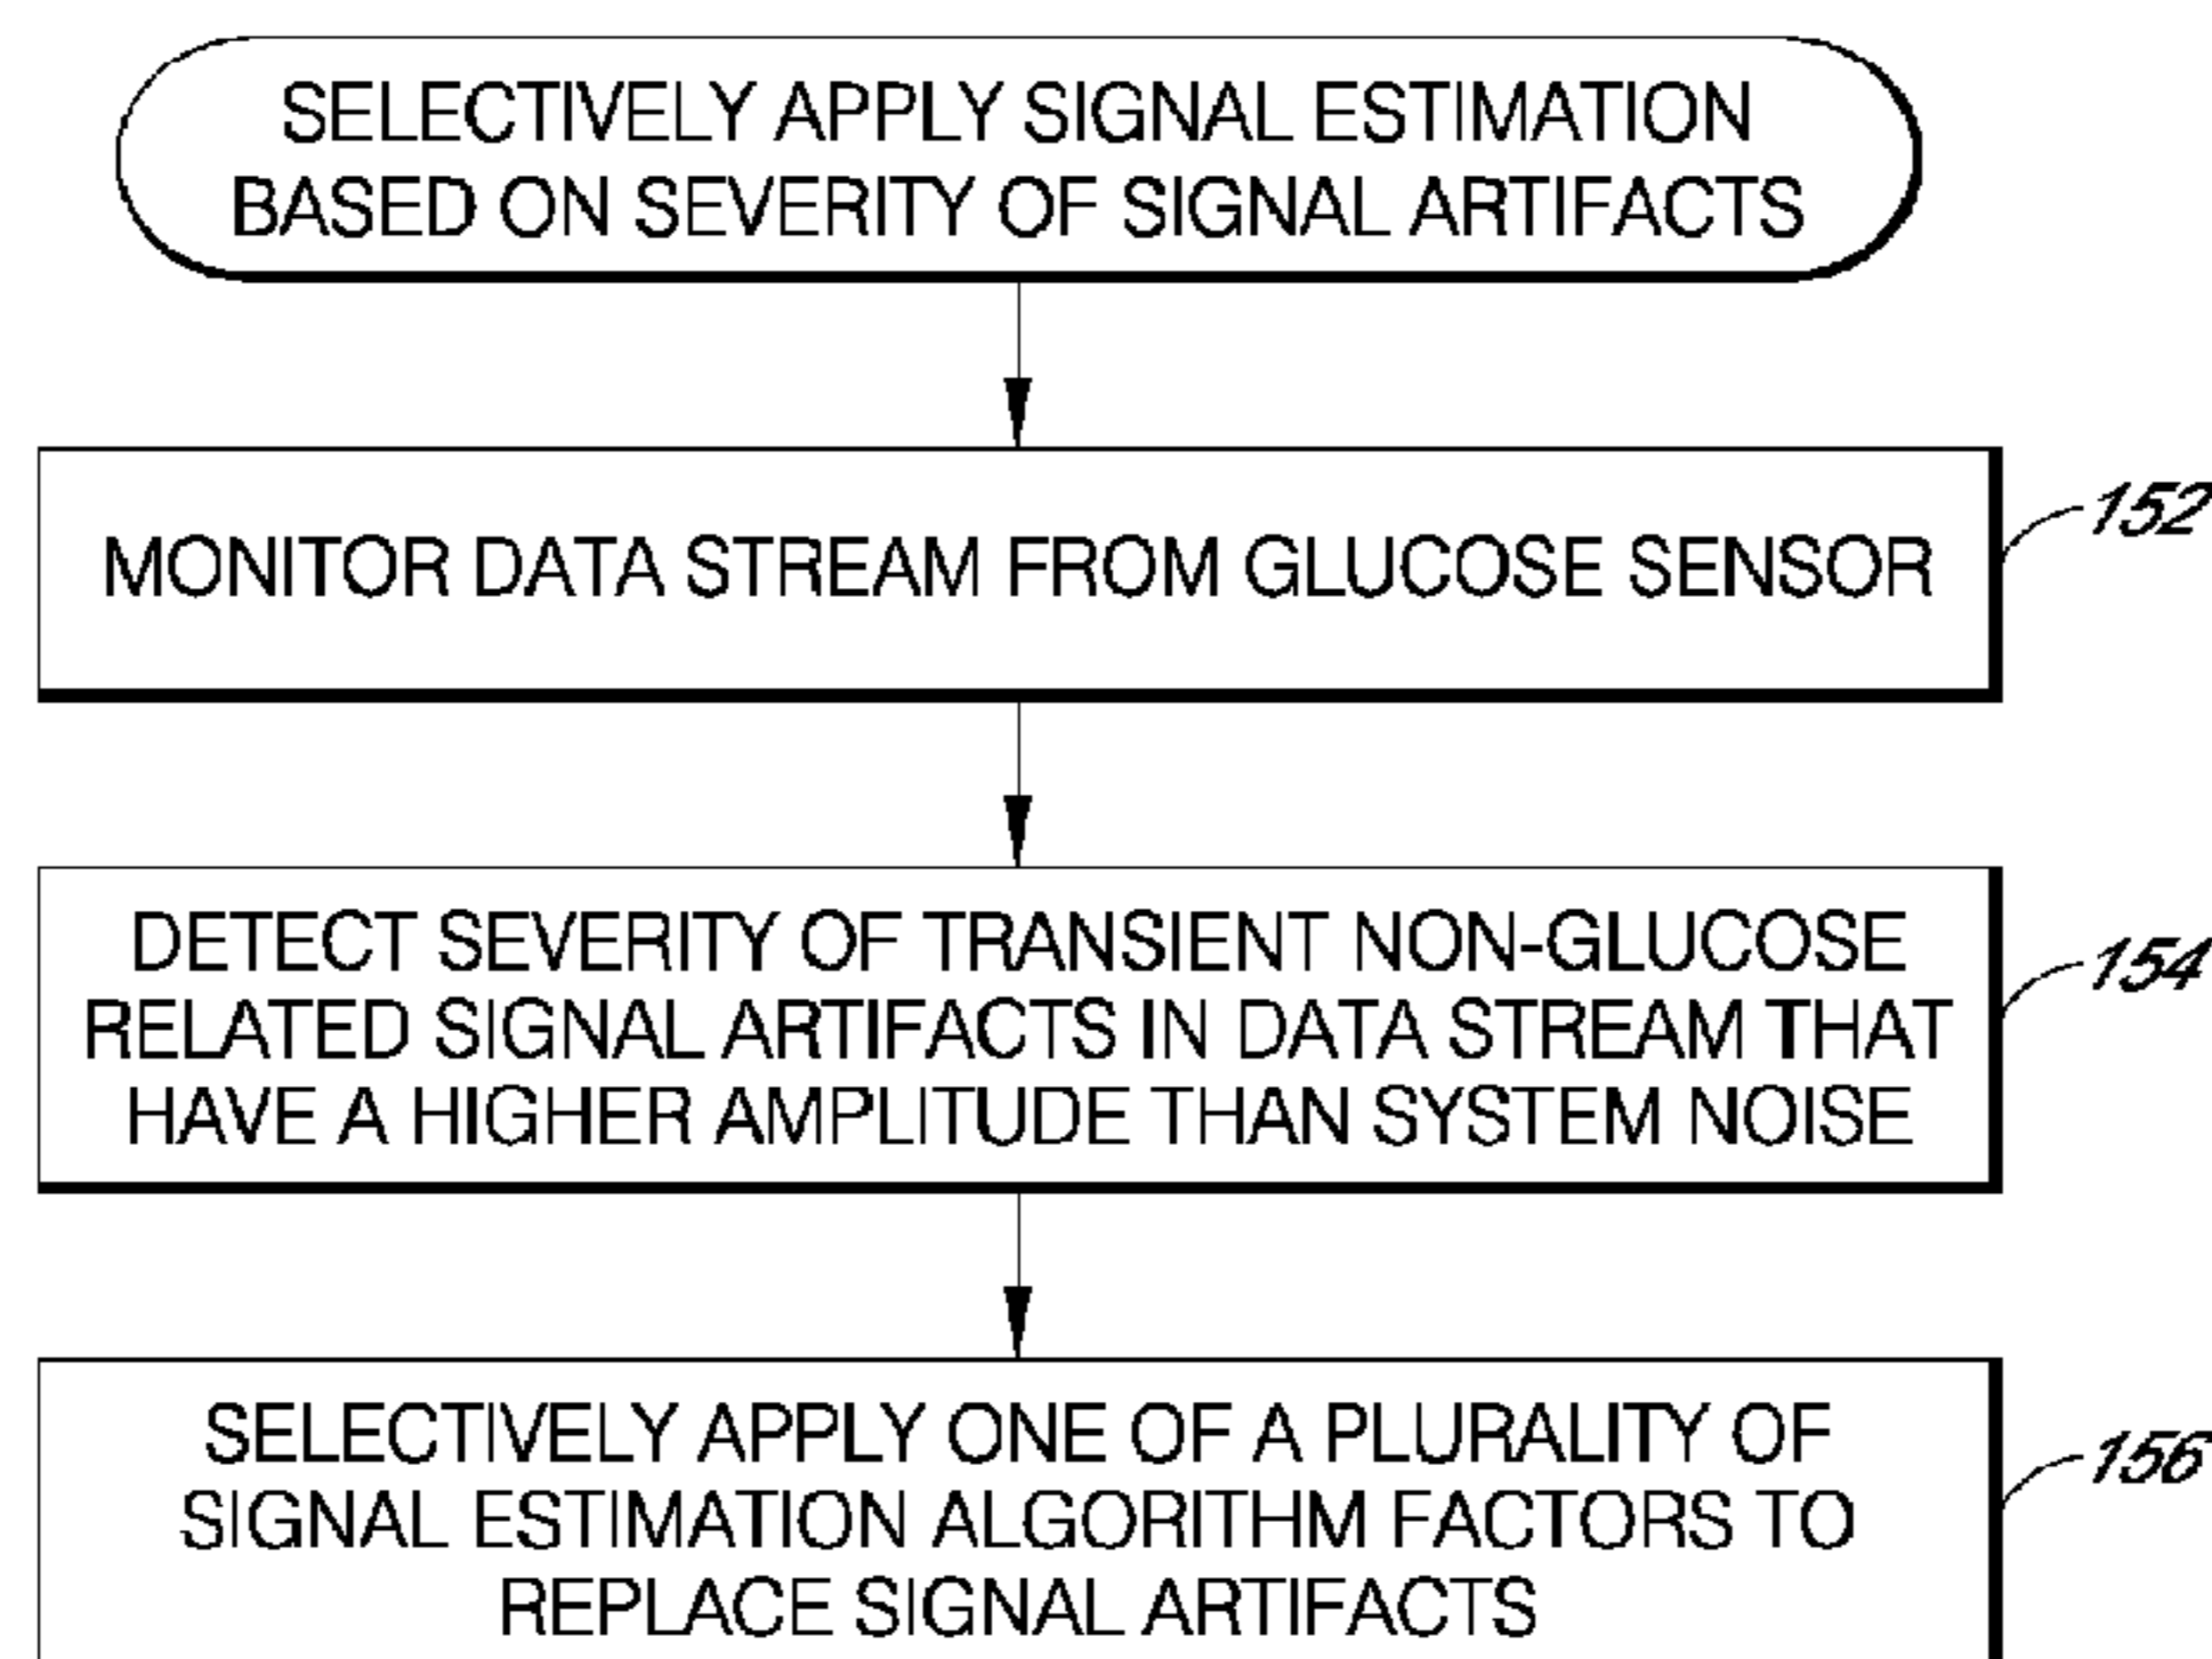 SELECTIVELY APPLY SIGNAL ESTIMATION
BASED ON SEVERITY OF SIGNAL ARTIFACTS
MONITOR DATA STREAM FROM GLUCOSE SENSOR
152
DETECT SEVERITY OF TRANSIENT NON-GLUCOSE
RELATED SIGNAL ARTIFACTS IN DATA STREAM THAT
HAVE A HIGHER AMPLITUDE THAN SYSTEM NOISE
154
SELECTIVELY APPLY ONE OF A PLURALITY OF
SIGNAL ESTIMATION ALGORITHM FACTORS TO
REPLACE SIGNAL ARTIFACTS
156